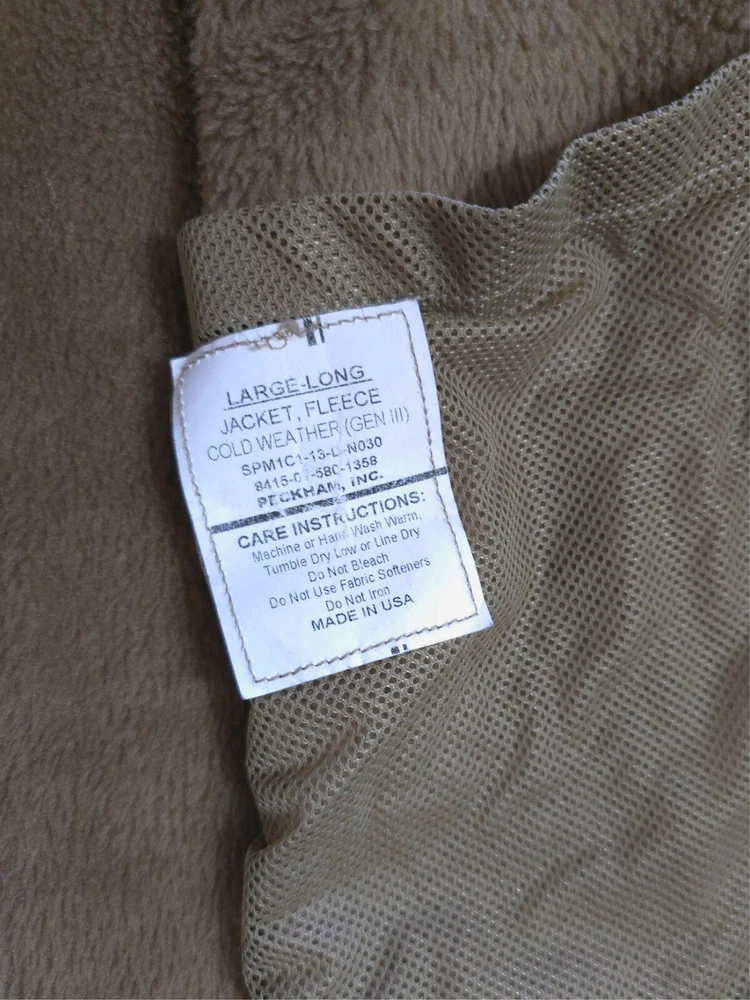 LARGE-LONG
JACKET, FLEECE
COLD WEATHER (GEN III)
SPM1C1-13-D-N030
8415-01-580-1358
PECKHAM, INC.
CARE INSTRUCTIONS:
Machine or Hand Wash Warm,
Tumble Dry Low or Line Dry
Do Not Bleach
Do Not Use Fabric Softeners
Do Not Iron
MADE IN USA